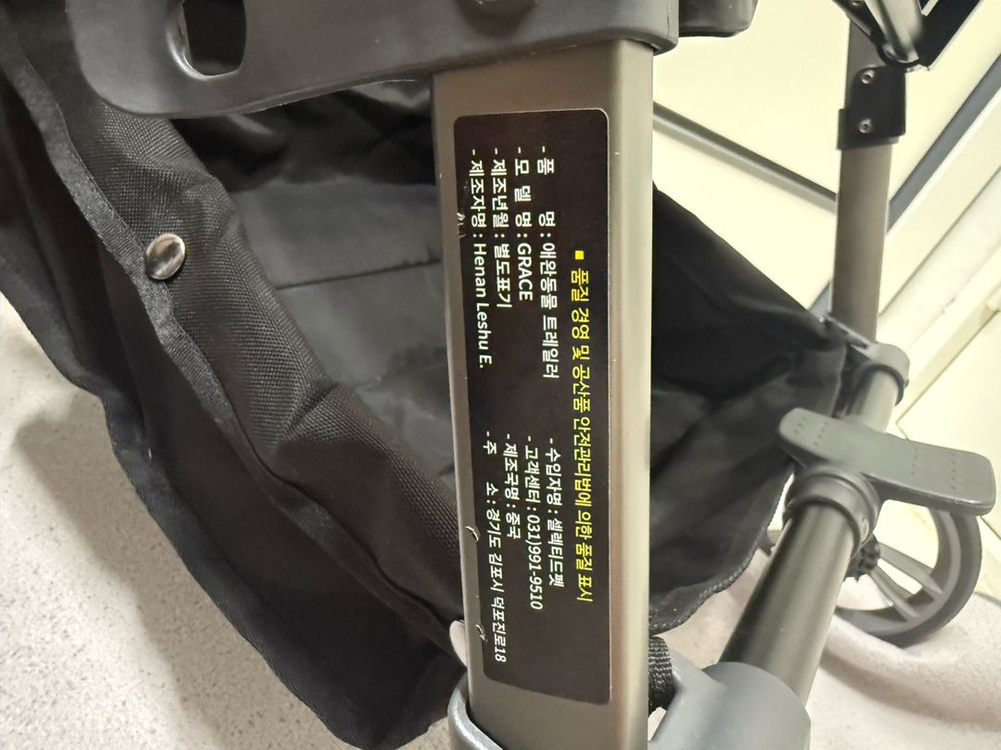 ■ 품질 경영 및 공산품 안전관리법에 의한 품질 표시
- 품 명 : 애완동물 트레일러
- 모 델 명 : GRACE
- 제조년월 : 별도표기
- 제조자명 : Henan Leshu E.
- 수입자명 : 셀렉티드펫
- 고객센터 : 031)991-9510
- 제조국명 : 중국
- 주 소 : 경기도 김포시 덕포진로18